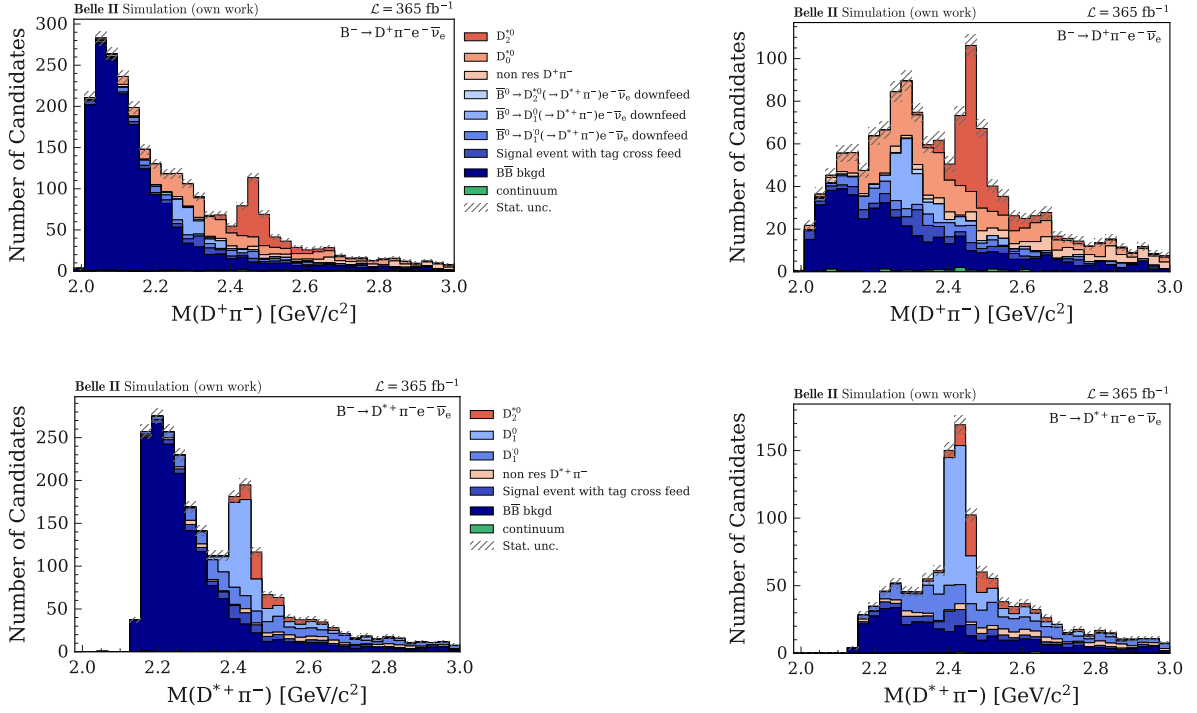 Belle II Simulation (own work) ℒ = 365 fb⁻¹
B⁻ → D⁺π⁻e⁻ν̅ₑ
Number of Candidates
300
250
200
150
100
50
0
2.0 2.2 2.4 2.6 2.8 3.0
M(D⁺π⁻) [GeV/c²]
D₂*⁰
D₀*⁰
non res D⁺π⁻
B̅⁰ → D₂*⁰(→ D*⁺π⁻)e⁻ν̅ₑ downfeed
B̅⁰ → D₁⁰(→ D*⁺π⁻)e⁻ν̅ₑ downfeed
B̅⁰ → D₁′⁰(→ D*⁺π⁻)e⁻ν̅ₑ downfeed
Signal event with tag cross feed
BB̅ bkgd
continuum
Stat. unc.
Belle II Simulation (own work) ℒ = 365 fb⁻¹
B⁻ → D⁺π⁻e⁻ν̅ₑ
Number of Candidates
100
80
60
40
20
0
2.0 2.2 2.4 2.6 2.8 3.0
M(D⁺π⁻) [GeV/c²]
Belle II Simulation (own work) ℒ = 365 fb⁻¹
B⁻ → D*⁺π⁻e⁻ν̅ₑ
Number of Candidates
250
200
150
100
50
0
2.0 2.2 2.4 2.6 2.8 3.0
M(D*⁺π⁻) [GeV/c²]
D₂*⁰
D₁⁰
D₁′⁰
non res D*⁺π⁻
Signal event with tag cross feed
BB̅ bkgd
continuum
Stat. unc.
Belle II Simulation (own work) ℒ = 365 fb⁻¹
B⁻ → D*⁺π⁻e⁻ν̅ₑ
Number of Candidates
150
100
50
0
2.0 2.2 2.4 2.6 2.8 3.0
M(D*⁺π⁻) [GeV/c²]